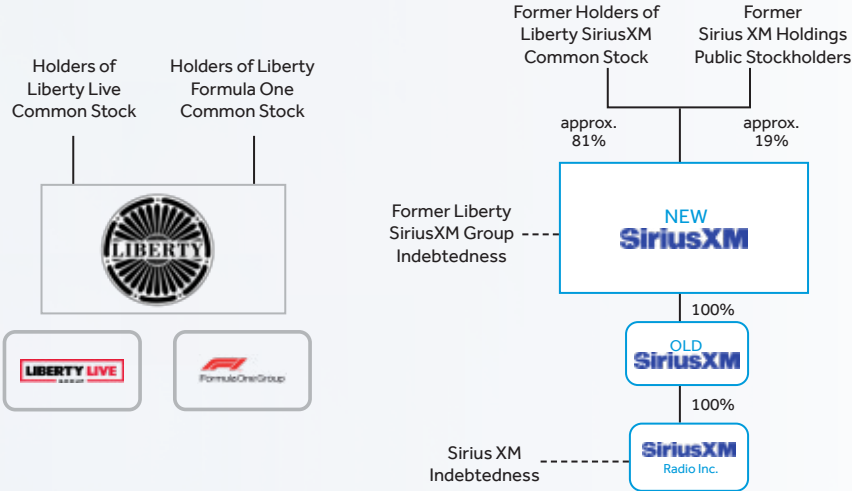 Holders of
Liberty Live
Common Stock
Holders of Liberty
Formula One
Common Stock
LIBERTY
LIBERTY LIVE
GROUP
F1
FormulaOneGroup
Former Holders of
Liberty SiriusXM
Common Stock
Former
Sirius XM Holdings
Public Stockholders
approx.
81%
approx.
19%
Former Liberty
SiriusXM Group
Indebtedness
NEW
SiriusXM
100%
OLD
SiriusXM
100%
Sirius XM
Indebtedness
SiriusXM
Radio Inc.